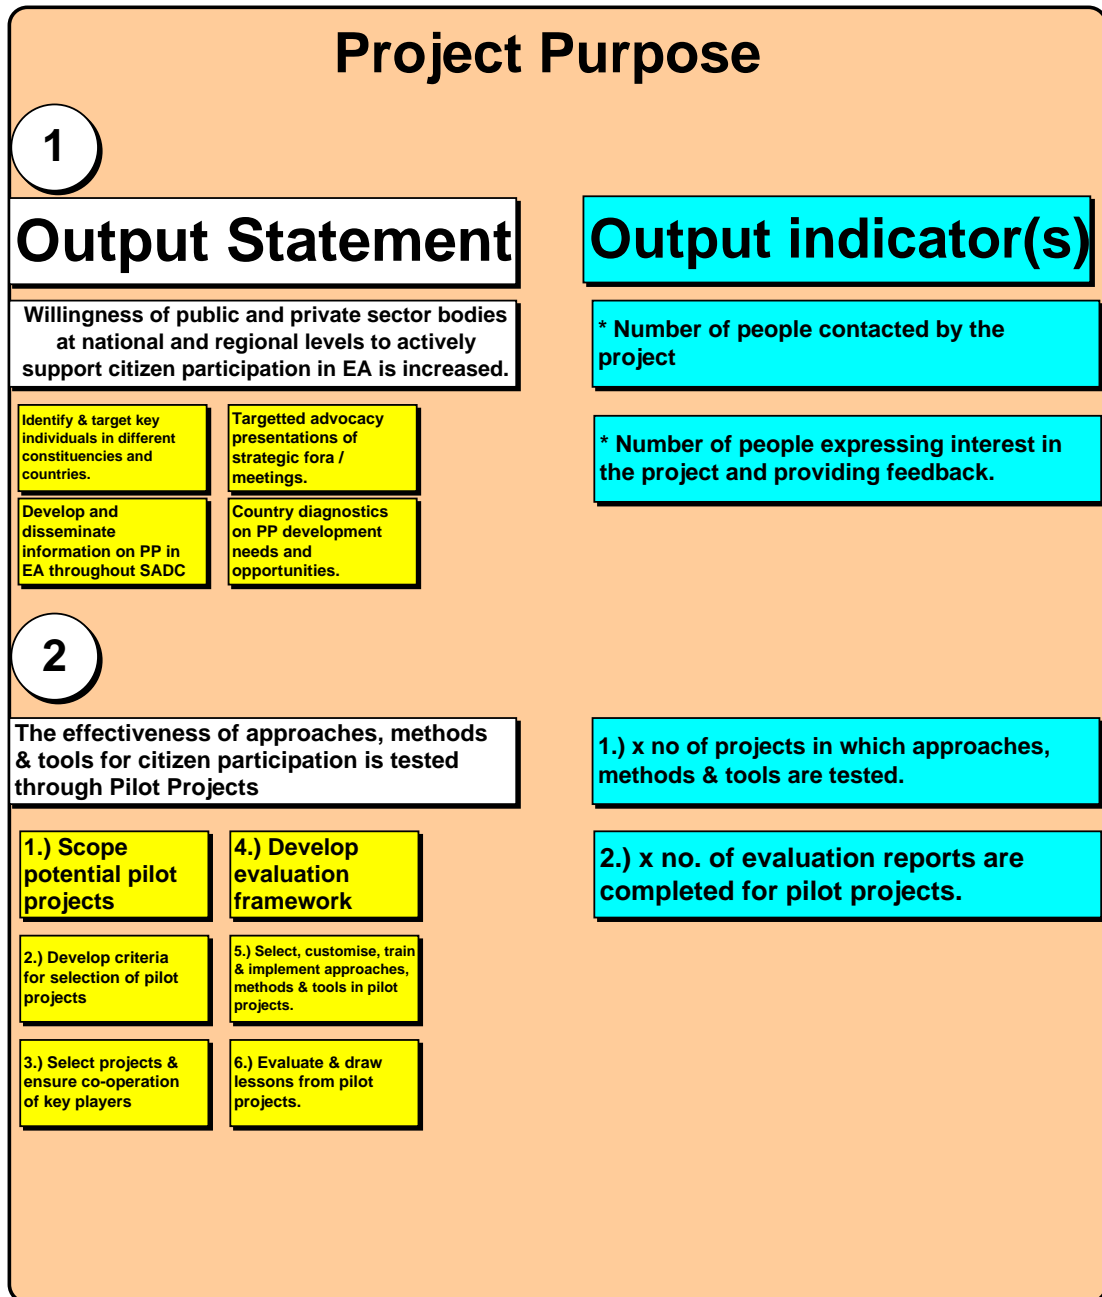 Project Purpose
1
Output Statement
Output indicator(s)
Willingness of public and private sector bodies
at national and regional levels to actively
support citizen participation in EA is increased.
* Number of people contacted by the
project
Identify & target key
individuals in different
constituencies and
countries.
Targetted advocacy
presentations of
strategic fora /
meetings.
* Number of people expressing interest in
the project and providing feedback.
Develop and
disseminate
information on PP in
EA throughout SADC
Country diagnostics
on PP development
needs and
opportunities.
2
The effectiveness of approaches, methods
& tools for citizen participation is tested
through Pilot Projects
1.) x no of projects in which approaches,
methods & tools are tested.
1.) Scope
potential pilot
projects
4.) Develop
evaluation
framework
2.) x no. of evaluation reports are
completed for pilot projects.
2.) Develop criteria
for selection of pilot
projects
5.) Select, customise, train
& implement approaches,
methods & tools in pilot
projects.
3.) Select projects &
ensure co-operation
of key players
6.) Evaluate & draw
lessons from pilot
projects.